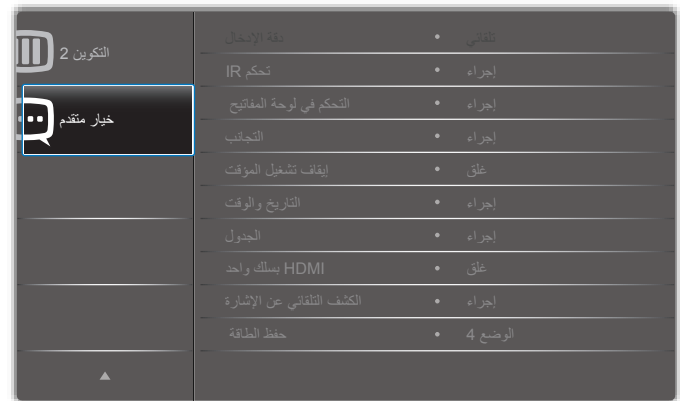 التكوين 2
خيار متقدم
دقة الإدخال • تلقائي
تحكم IR • إجراء
التحكم في لوحة المفاتيح • إجراء
التجانب • إجراء
إيقاف تشغيل المؤقت • غلق
التاريخ والوقت • إجراء
الجدول • إجراء
HDMI بسلك واحد • غلق
الكشف التلقائي عن الإشارة • إجراء
حفظ الطاقة • الوضع 4